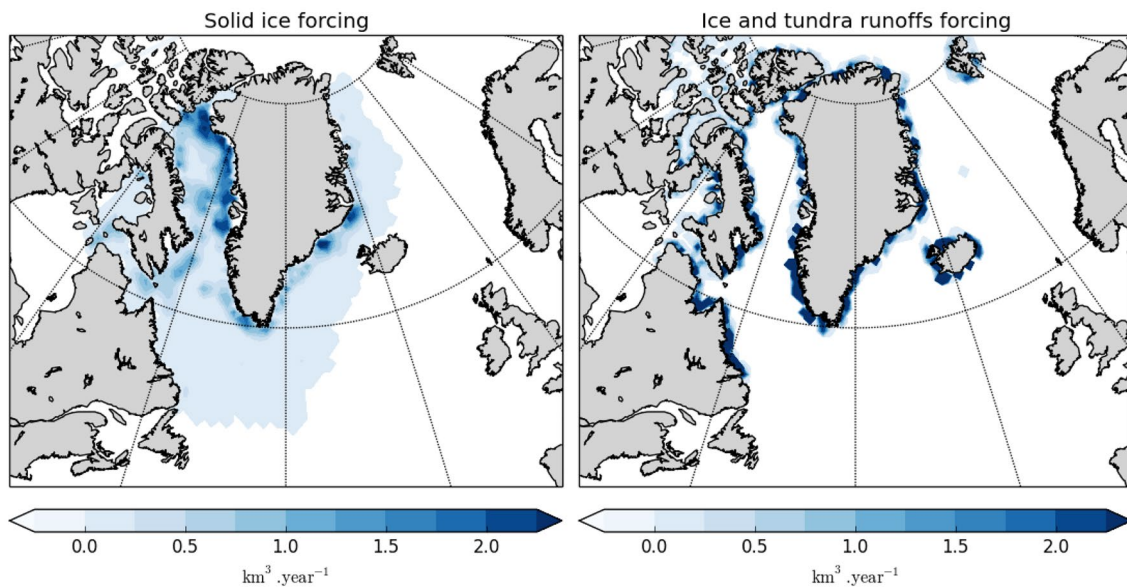 Solid ice forcing
Ice and tundra runoffs forcing
0.0 0.5 1.0 1.5 2.0
km³ .year⁻¹
0.0 0.5 1.0 1.5 2.0
km³ .year⁻¹